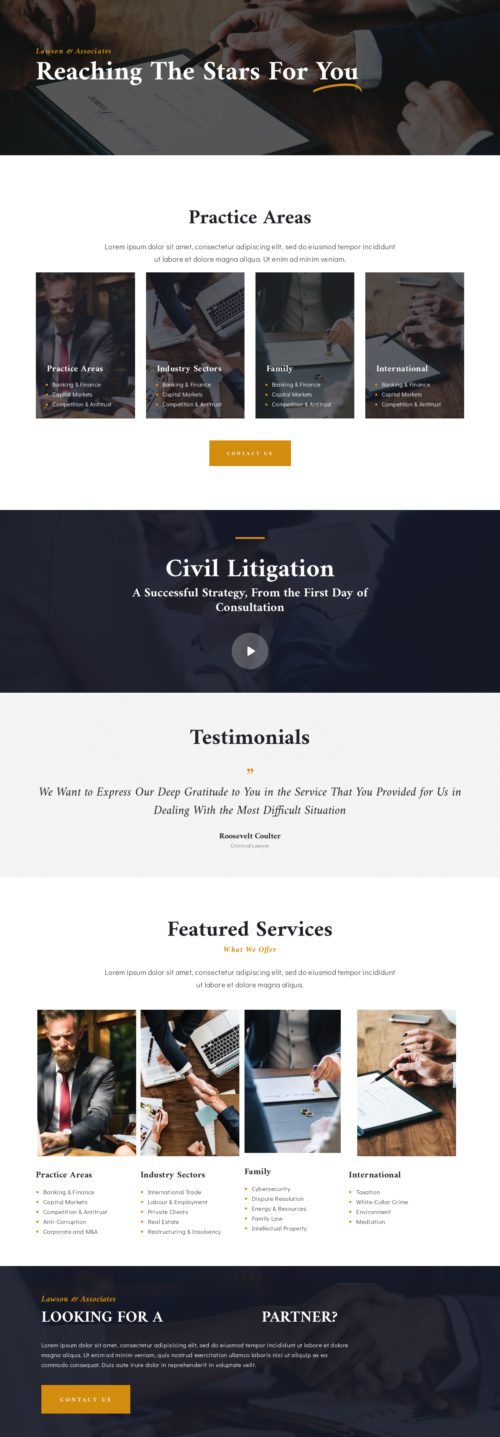 Lawson & Associates
Reaching The Stars For You
Practice Areas
Lorem ipsum dolor sit amet, consectetur adipiscing elit, sed do eiusmod tempor incididunt
ut labore et dolore magna aliqua. Ut enim ad minim veniam.
Practice Areas
Banking & Finance
Capital Markets
Competition & Antitrust
Industry Sectors
Banking & Finance
Capital Markets
Competition & Antitrust
Family
Banking & Finance
Capital Markets
Competition & Antitrust
International
Banking & Finance
Capital Markets
Competition & Antitrust
CONTACT US
Civil Litigation
A Successful Strategy, From the First Day of
Consultation
Testimonials
”
We Want to Express Our Deep Gratitude to You in the Service That You Provided for Us in
Dealing With the Most Difficult Situation
Roosevelt Coulter
Criminal Lawyer
Featured Services
What We Offer
Lorem ipsum dolor sit amet, consectetur adipiscing elit, sed do eiusmod tempor incididunt
ut labore et dolore magna aliqua.
Practice Areas
Banking & Finance
Capital Markets
Competition & Antitrust
Anti-Corruption
Corporate and M&A
Industry Sectors
International Trade
Labour & Employment
Private Clients
Real Estate
Restructuring & Insolvency
Family
Cybersecurity
Dispute Resolution
Energy & Resources
Family Law
Intellectual Property
International
Taxation
White-Collar Crime
Environment
Mediation
Lawson & Associates
LOOKING FOR A PARTNER?
Lorem ipsum dolor sit amet, consectetur adipiscing elit, sed do eiusmod tempor incididunt ut labore et dolore
magna aliqua. Ut enim ad minim veniam, quis nostrud exercitation ullamco laboris nisi ut aliquip ex ea
commodo consequat. Duis aute irure dolor in reprehenderit in voluptate velit.
CONTACT US